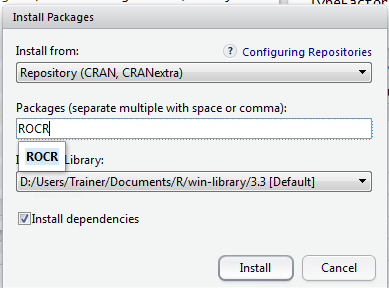 TypeFactor
Install Packages
Install from:
? Configuring Repositories
Repository (CRAN, CRANextra)
Packages (separate multiple with space or comma):
ROCR
ROCR
Library:
D:/Users/Trainer/Documents/R/win-library/3.3 [Default]
Install dependencies
Install
Cancel